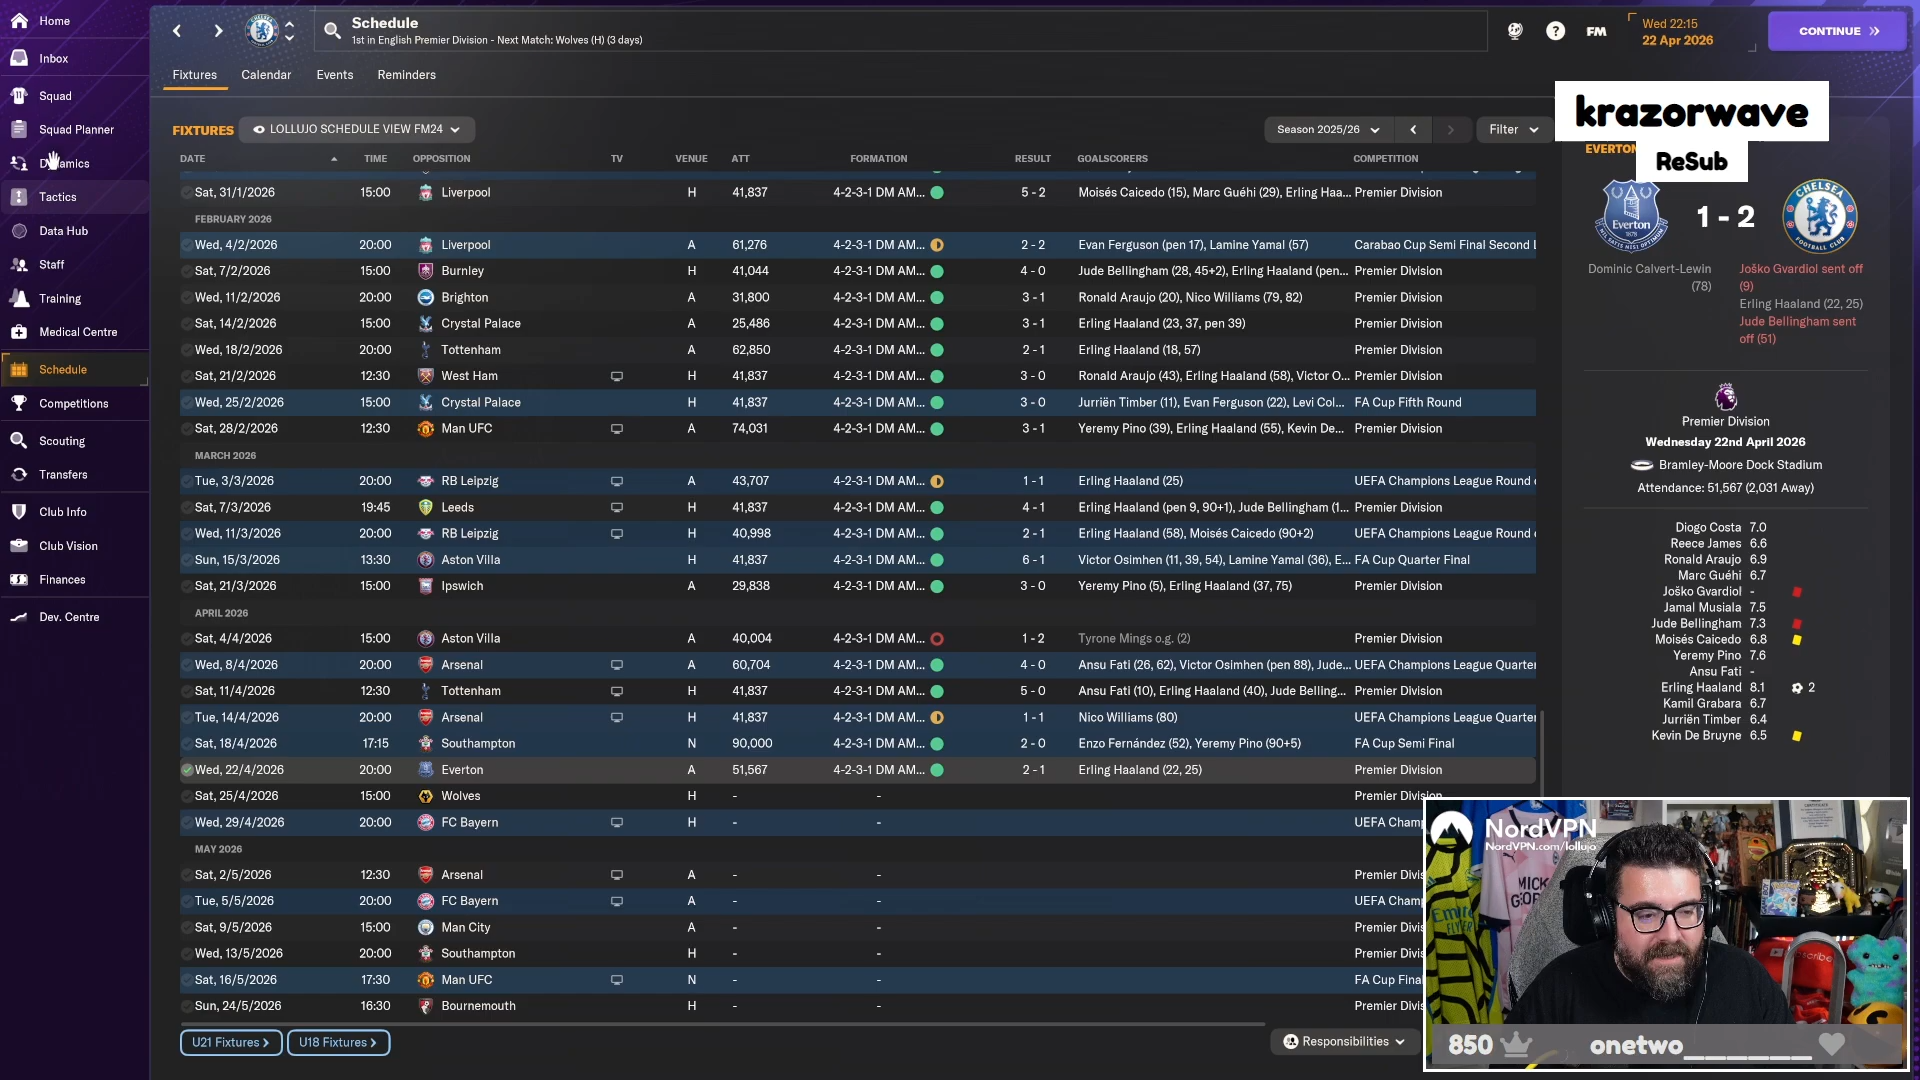 Home
Inbox
Squad
Squad Planner
Dynamics
Tactics
Data Hub
Staff
Training
Medical Centre
Schedule
Competitions
Scouting
Transfers
Club Info
Club Vision
Finances
Dev. Centre
Schedule
1st in English Premier Division - Next Match: Wolves (H) (3 days)
FM
Wed 22:15
22 Apr 2026
CONTINUE
Fixtures Calendar Events Reminders
FIXTURES LOLLUJO SCHEDULE VIEW FM24 Season 2025/26 Filter
DATE TIME OPPOSITION TV VENUE ATT FORMATION RESULT GOALSCORERS COMPETITION
Sat, 31/1/2026 15:00 Liverpool H 41,837 4-2-3-1 DM AM... 5 - 2 Moisés Caicedo (15), Marc Guéhi (29), Erling Haa... Premier Division
FEBRUARY 2026
Wed, 4/2/2026 20:00 Liverpool A 61,276 4-2-3-1 DM AM... 2 - 2 Evan Ferguson (pen 17), Lamine Yamal (57) Carabao Cup Semi Final Second L
Sat, 7/2/2026 15:00 Burnley H 41,044 4-2-3-1 DM AM... 4 - 0 Jude Bellingham (28, 45+2), Erling Haaland (pen... Premier Division
Wed, 11/2/2026 20:00 Brighton A 31,800 4-2-3-1 DM AM... 3 - 1 Ronald Araujo (20), Nico Williams (79, 82) Premier Division
Sat, 14/2/2026 15:00 Crystal Palace A 25,486 4-2-3-1 DM AM... 3 - 1 Erling Haaland (23, 37, pen 39) Premier Division
Wed, 18/2/2026 20:00 Tottenham A 62,850 4-2-3-1 DM AM... 2 - 1 Erling Haaland (18, 57) Premier Division
Sat, 21/2/2026 12:30 West Ham H 41,837 4-2-3-1 DM AM... 3 - 0 Ronald Araujo (43), Erling Haaland (58), Victor O... Premier Division
Wed, 25/2/2026 15:00 Crystal Palace H 41,837 4-2-3-1 DM AM... 3 - 0 Jurriën Timber (11), Evan Ferguson (22), Levi Col... FA Cup Fifth Round
Sat, 28/2/2026 12:30 Man UFC A 74,031 4-2-3-1 DM AM... 3 - 1 Yeremy Pino (39), Erling Haaland (55), Kevin De... Premier Division
MARCH 2026
Tue, 3/3/2026 20:00 RB Leipzig A 43,707 4-2-3-1 DM AM... 1 - 1 Erling Haaland (25) UEFA Champions League Round
Sat, 7/3/2026 19:45 Leeds H 41,837 4-2-3-1 DM AM... 4 - 1 Erling Haaland (pen 9, 90+1), Jude Bellingham (1... Premier Division
Wed, 11/3/2026 20:00 RB Leipzig H 40,998 4-2-3-1 DM AM... 2 - 1 Erling Haaland (58), Moisés Caicedo (90+2) UEFA Champions League Round
Sun, 15/3/2026 13:30 Aston Villa H 41,837 4-2-3-1 DM AM... 6 - 1 Victor Osimhen (11, 39, 54), Lamine Yamal (36), E... FA Cup Quarter Final
Sat, 21/3/2026 15:00 Ipswich A 29,838 4-2-3-1 DM AM... 3 - 0 Yeremy Pino (5), Erling Haaland (37, 75) Premier Division
APRIL 2026
Sat, 4/4/2026 15:00 Aston Villa A 40,004 4-2-3-1 DM AM... 1 - 2 Tyrone Mings o.g. (2) Premier Division
Wed, 8/4/2026 20:00 Arsenal A 60,704 4-2-3-1 DM AM... 4 - 0 Ansu Fati (26, 62), Victor Osimhen (pen 88), Jude... UEFA Champions League Quarter
Sat, 11/4/2026 12:30 Tottenham H 41,837 4-2-3-1 DM AM... 5 - 0 Ansu Fati (10), Erling Haaland (40), Jude Belling... Premier Division
Tue, 14/4/2026 20:00 Arsenal H 41,837 4-2-3-1 DM AM... 1 - 1 Nico Williams (80) UEFA Champions League Quarter
Sat, 18/4/2026 17:15 Southampton N 90,000 4-2-3-1 DM AM... 2 - 0 Enzo Fernández (52), Yeremy Pino (90+5) FA Cup Semi Final
Wed, 22/4/2026 20:00 Everton A 51,567 4-2-3-1 DM AM... 2 - 1 Erling Haaland (22, 25) Premier Division
Sat, 25/4/2026 15:00 Wolves H - - Premier Division
Wed, 29/4/2026 20:00 FC Bayern H - - UEFA Champ
MAY 2026
Sat, 2/5/2026 12:30 Arsenal A - - Premier Divis
Tue, 5/5/2026 20:00 FC Bayern A - - UEFA Champ
Sat, 9/5/2026 15:00 Man City A - - Premier Divis
Wed, 13/5/2026 20:00 Southampton H - - Premier Divis
Sat, 16/5/2026 17:30 Man UFC N - - FA Cup Fina
Sun, 24/5/2026 16:30 Bournemouth H - - Premier Divis
U21 Fixtures U18 Fixtures Responsibilities
krazorwave
ReSub
EVERTON
Everton
1 - 2
CHELSEA
FOOTBALL CLUB
Dominic Calvert-Lewin
(78)
Joško Gvardiol sent off
(9)
Erling Haaland (22, 25)
Jude Bellingham sent
off (51)
Premier Division
Wednesday 22nd April 2026
Bramley-Moore Dock Stadium
Attendance: 51,567 (2,031 Away)
Diogo Costa 7.0
Reece James 6.6
Ronald Araujo 6.9
Marc Guéhi 6.7
Joško Gvardiol -
Jamal Musiala 7.5
Jude Bellingham 7.3
Moisés Caicedo 6.8
Yeremy Pino 7.6
Ansu Fati -
Erling Haaland 8.1 2
Kamil Grabara 6.7
Jurriën Timber 6.4
Kevin De Bruyne 6.5
NordVPN
NordVPN.com/lollujo
850 onetwo_______